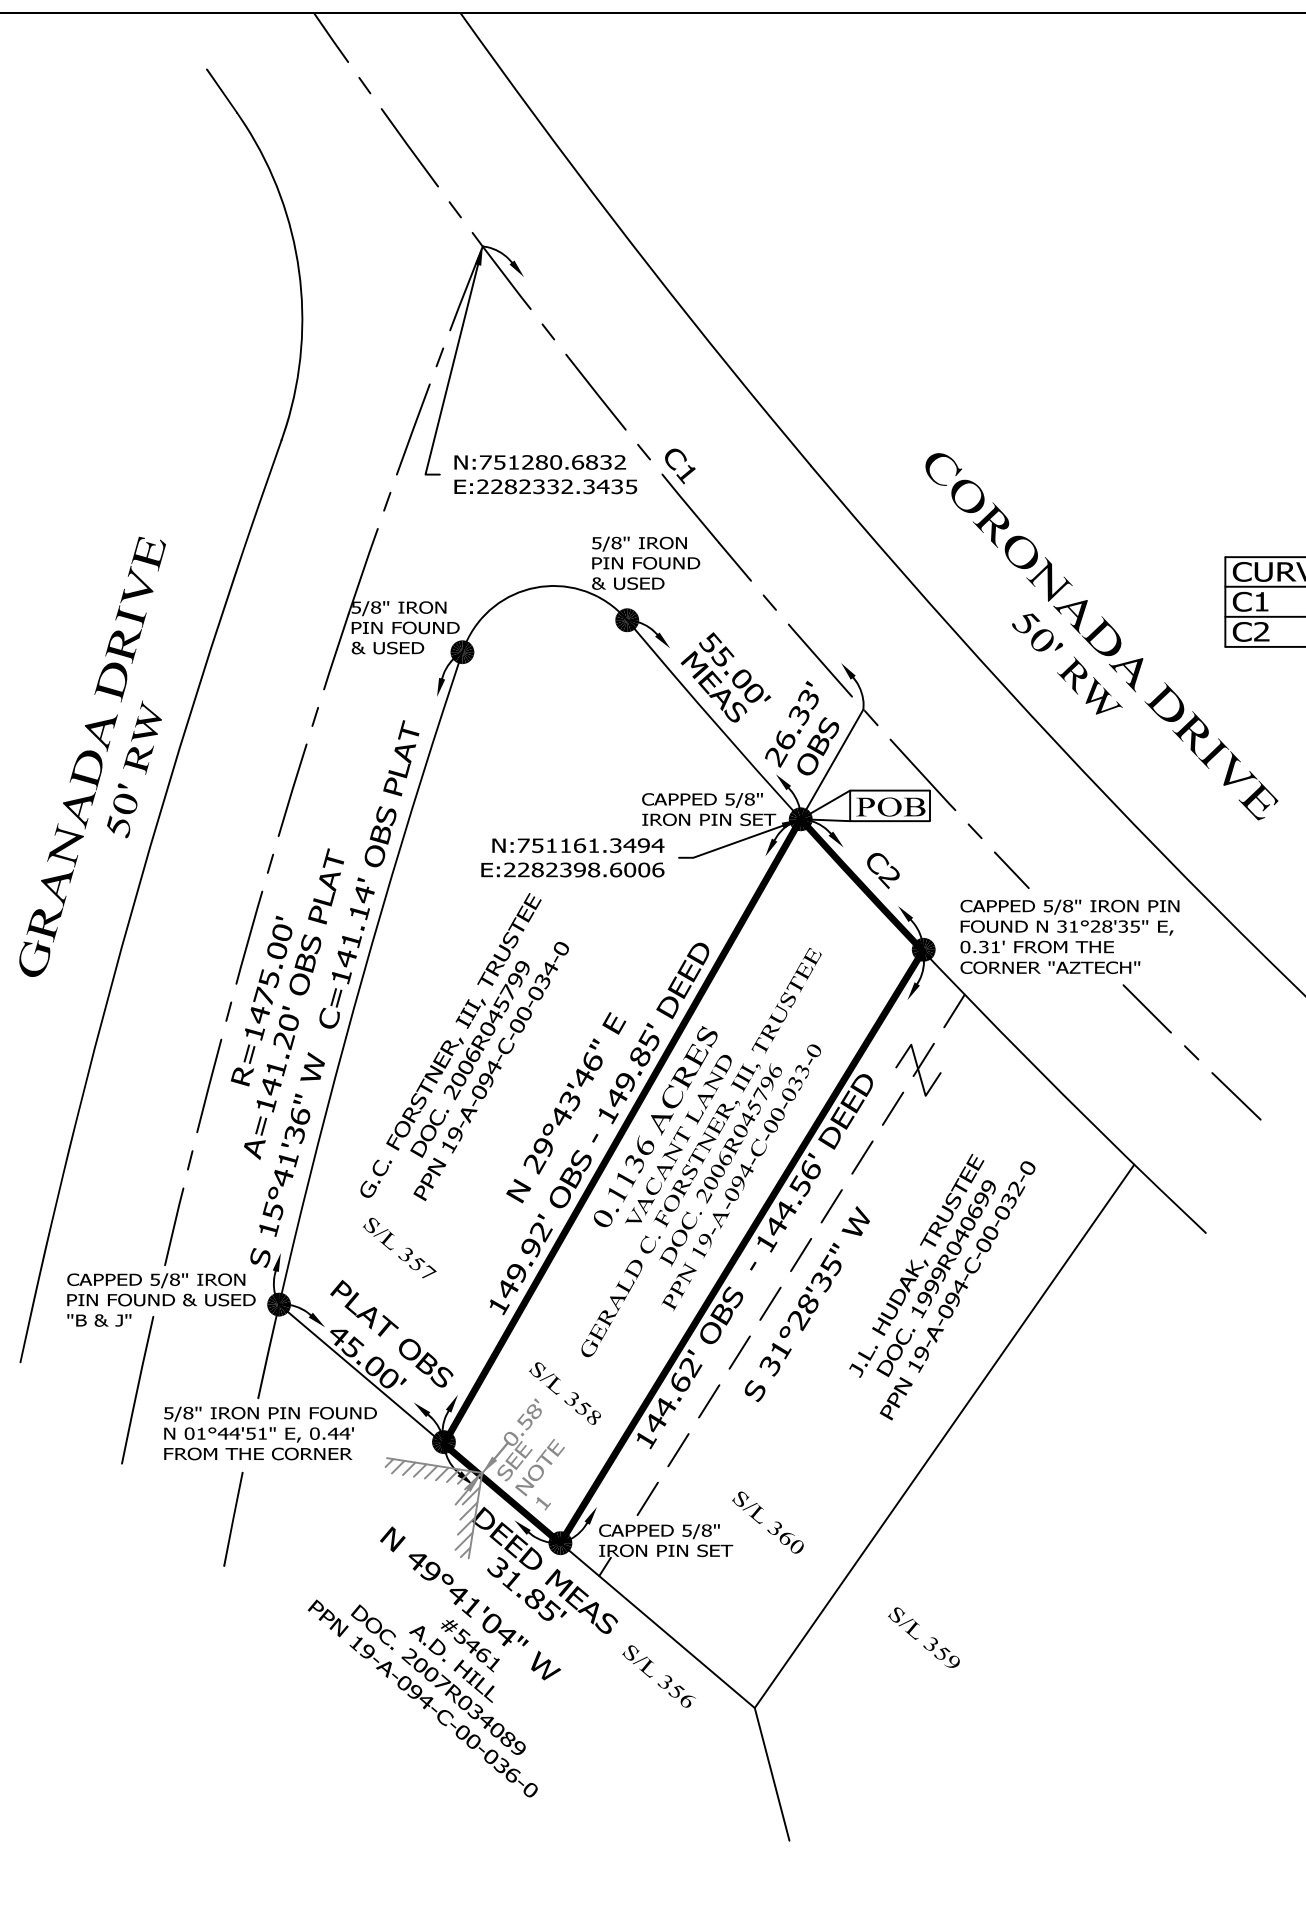 N:751280.6832
E:2282332.3435
C1
CORONADA DRIVE
50' RW
CURV
C1
C2
5/8" IRON
PIN FOUND
& USED
5/8" IRON
PIN FOUND
& USED
GRANADA DRIVE
50' RW
55.00'
MEAS
26.33'
OBS
CAPPED 5/8"
IRON PIN SET
POB
N:751161.3494
E:2282398.6006
C2
CAPPED 5/8" IRON PIN
FOUND N 31°28'35" E,
0.31' FROM THE
CORNER "AZTECH"
R=1475.00'
A=141.20' OBS PLAT
S 15°41'36" W C=141.14' OBS PLAT
G.C. FORSTNER, III, TRUSTEE
DOC. 2006R045799
PPN 19-A-094-C-00-034-0
S/L 357
N 29°43'46" E
149.92' OBS - 149.85' DEED
0.1136 ACRES
VACANT LAND
GERALD C. FORSTNER, III, TRUSTEE
DOC. 2006R045796
PPN 19-A-094-C-00-033-0
S/L 358
144.62' OBS - 144.56' DEED
S 31°28'35" W
J.L. HUDAK, TRUSTEE
DOC. 1999R040699
PPN 19-A-094-C-00-032-0
CAPPED 5/8" IRON
PIN FOUND & USED
"B & J"
PLAT OBS
45.00'
5/8" IRON PIN FOUND
N 01°44'51" E, 0.44'
FROM THE CORNER
0.58'
SEE
NOTE
1
CAPPED 5/8"
IRON PIN SET
DEED MEAS
31.85'
N 49°41'04" W
#5461
A.D. HILL
DOC. 2007R034089
PPN 19-A-094-C-00-036-0
S/L 356
S/L 360
S/L 359